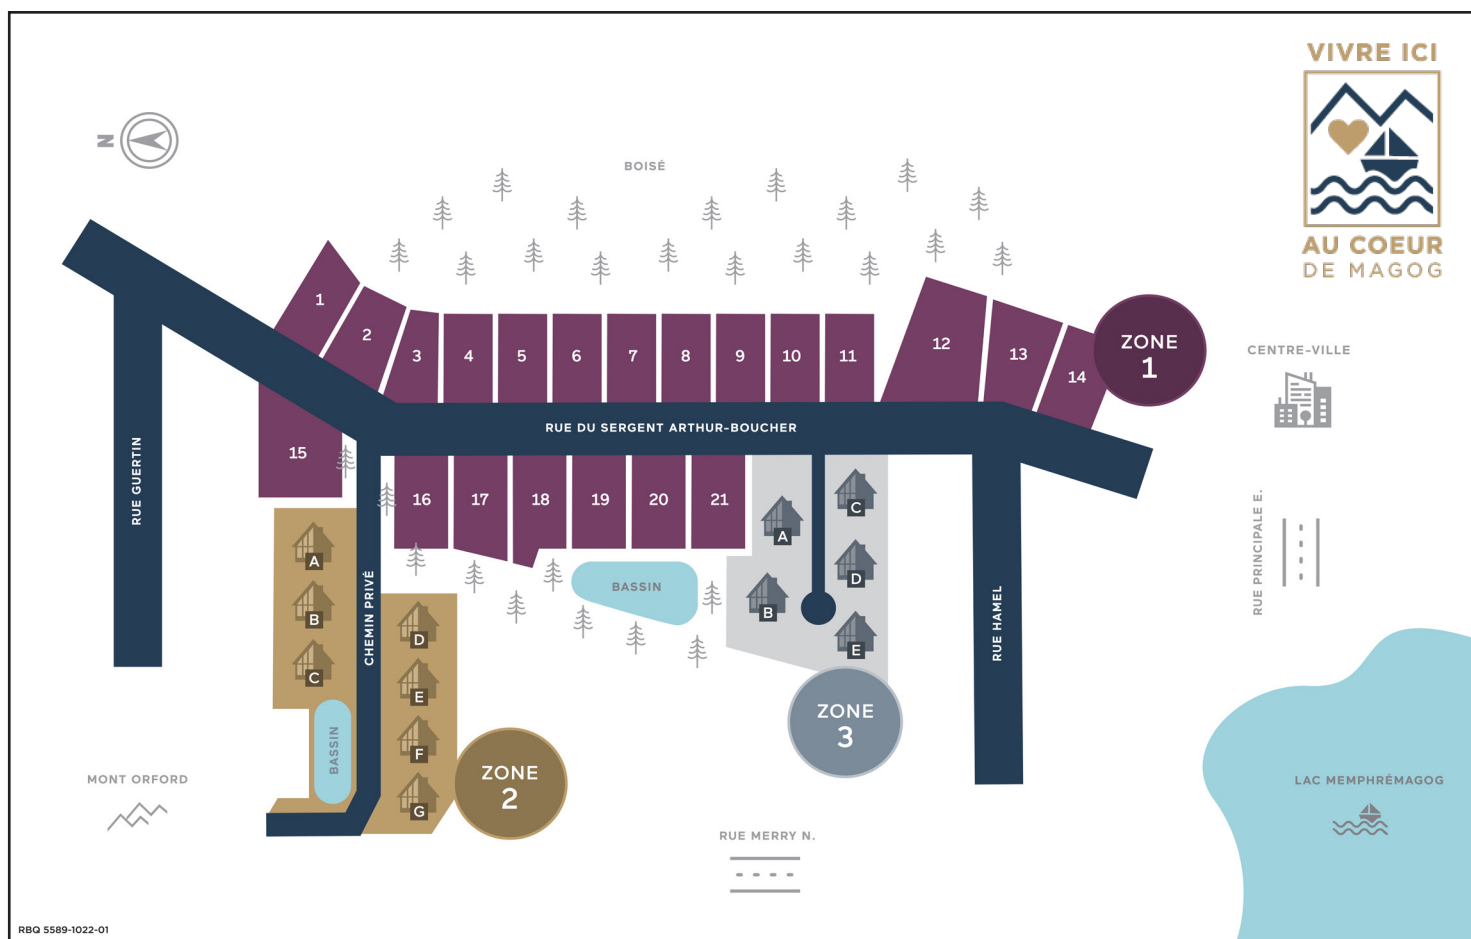 VIVRE ICI
AU COEUR
DE MAGOG
N
BOISÉ
1
2
3
4
5
6
7
8
9
10
11
12
13
14
ZONE
1
CENTRE-VILLE
RUE DU SERGENT ARTHUR-BOUCHER
RUE GUERTIN
15
16
17
18
19
20
21
CHEMIN PRIVÉ
A
B
C
D
E
F
G
BASSIN
ZONE
2
BASSIN
A
B
C
D
E
ZONE
3
RUE HAMEL
RUE PRINCIPALE E.
MONT ORFORD
LAC MEMPHRÉMAGOG
RUE MERRY N.
RBQ 5589-1022-01